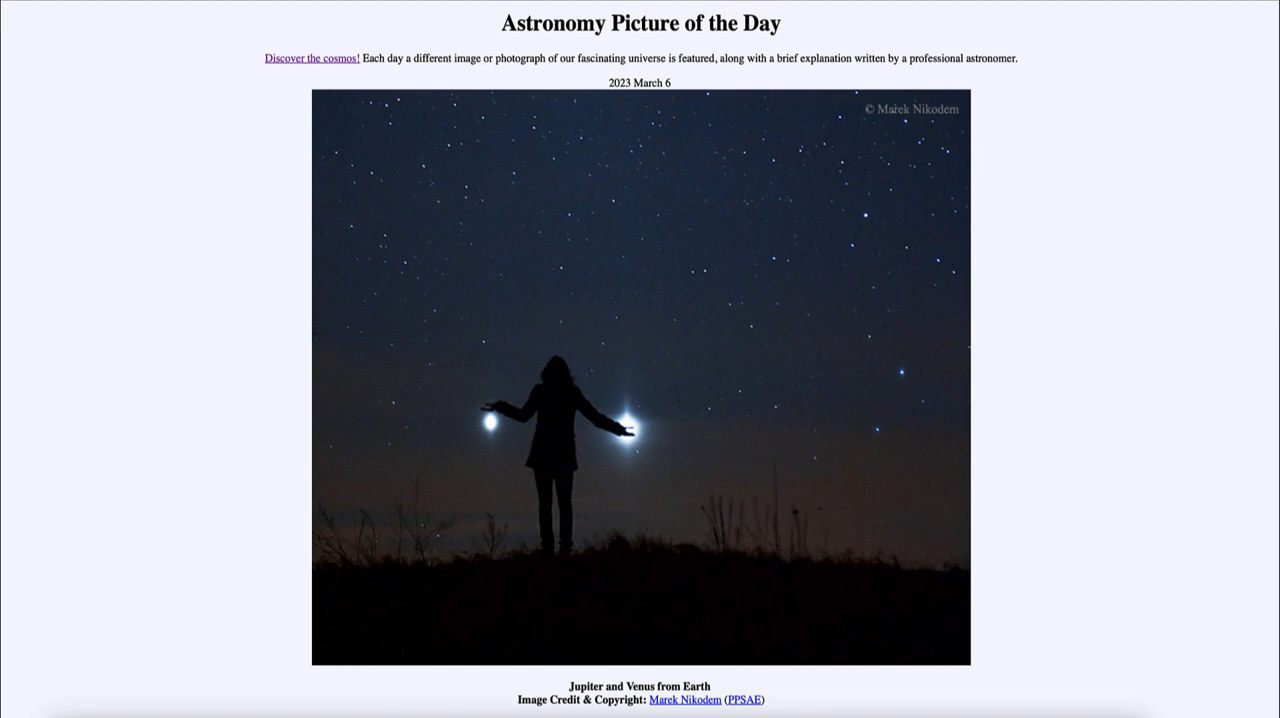 Astronomy Picture of the Day
Discover the cosmos! Each day a different image or photograph of our fascinating universe is featured, along with a brief explanation written by a professional astronomer.
2023 March 6
© Marek Nikodem
Jupiter and Venus from Earth
Image Credit & Copyright: Marek Nikodem (PPSAE)